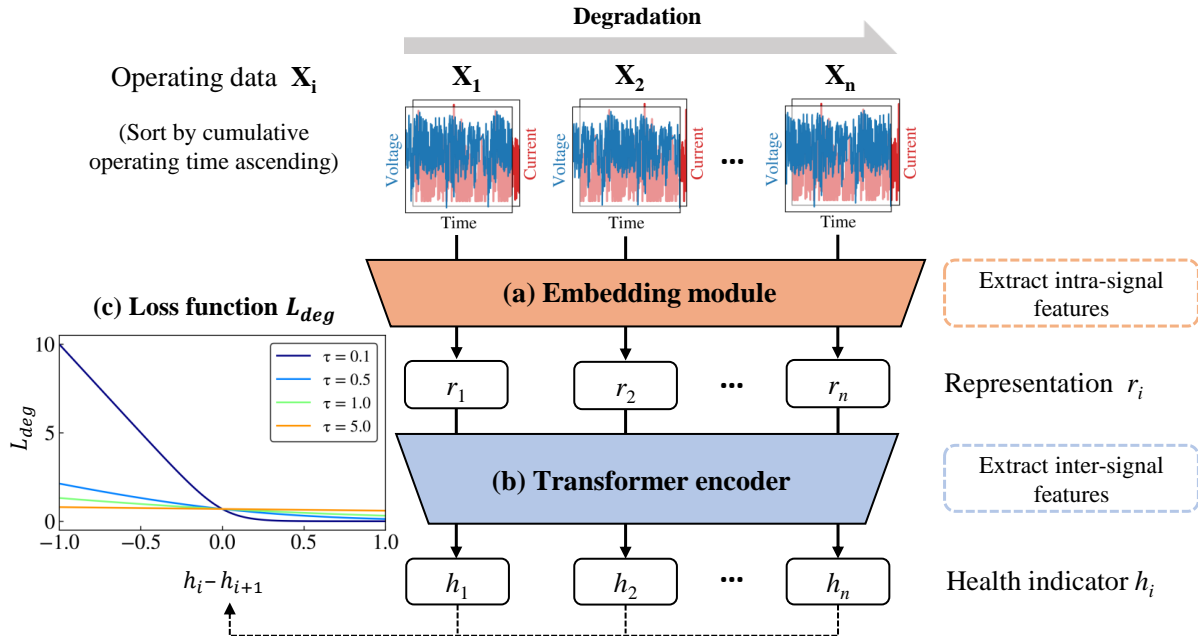 Degradation
Operating data X_i
X_1 X_2 X_n
(Sort by cumulative
operating time ascending)
Voltage Current Voltage Current ... Voltage Current
Time Time Time
(a) Embedding module
Extract intra-signal
features
(c) Loss function L_deg
r_1 r_2 ... r_n
Representation r_i
10
5
0
L_deg
τ = 0.1
τ = 0.5
τ = 1.0
τ = 5.0
−1.0 −0.5 0.0 0.5 1.0
h_i − h_{i+1}
(b) Transformer encoder
Extract inter-signal
features
h_1 h_2 ... h_n
Health indicator h_i